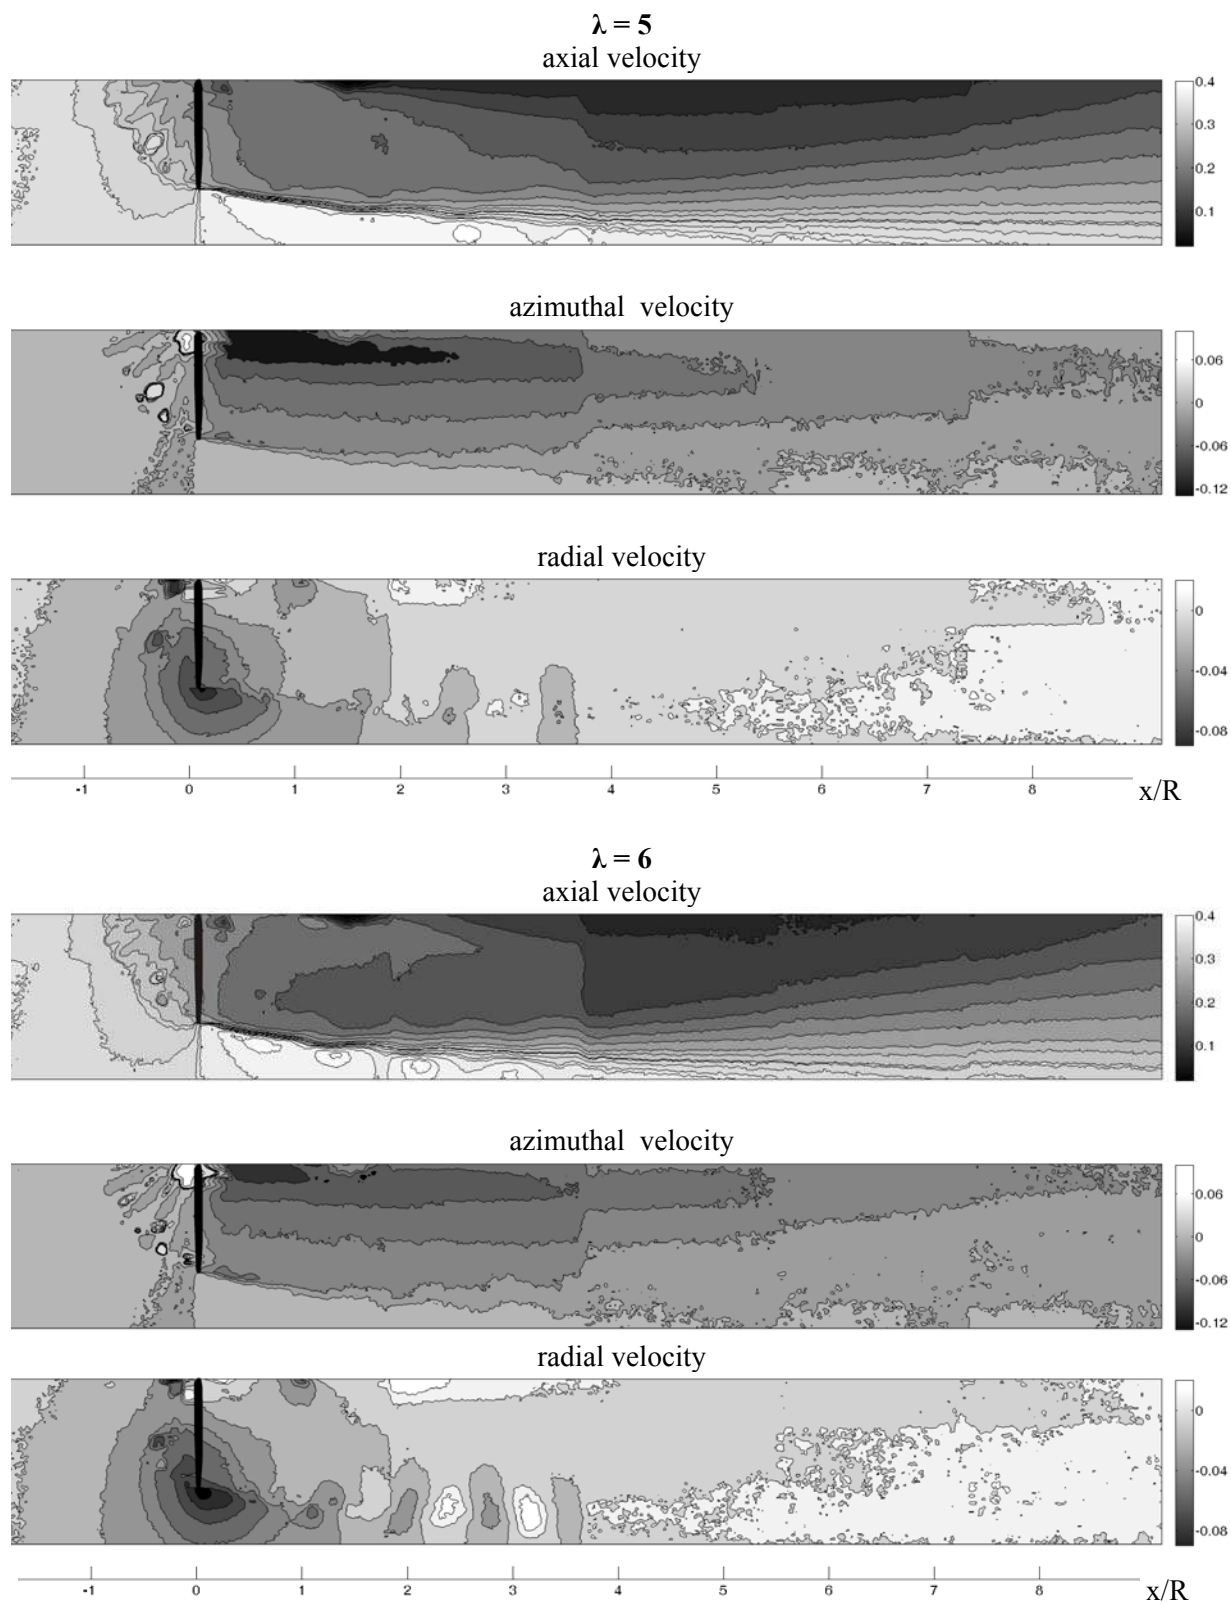 λ = 5
axial velocity
0.4
0.3
0.2
0.1
azimuthal velocity
0.06
0
-0.06
-0.12
radial velocity
0
-0.04
-0.08
-1 0 1 2 3 4 5 6 7 8 x/R
λ = 6
axial velocity
0.4
0.3
0.2
0.1
azimuthal velocity
0.06
0
-0.06
-0.12
radial velocity
0
-0.04
-0.08
-1 0 1 2 3 4 5 6 7 8 x/R